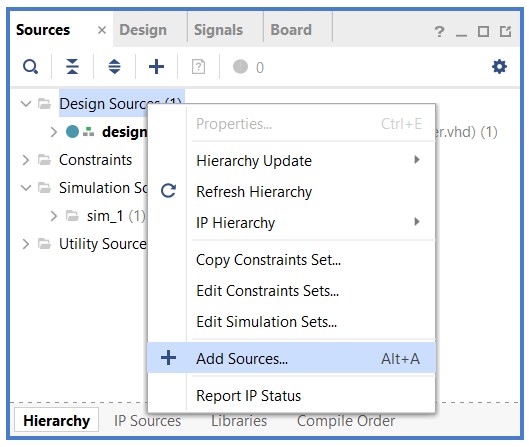 Sources × Design Signals Board ? 
0
Design Sources (1)
design er.vhd) (1)
Constraints
Simulation So
sim_1 (1)
Utility Source
Properties... Ctrl+E
Hierarchy Update
Refresh Hierarchy
IP Hierarchy
Copy Constraints Set...
Edit Constraints Sets...
Edit Simulation Sets...
Add Sources... Alt+A
Report IP Status
Hierarchy IP Sources Libraries Compile Order